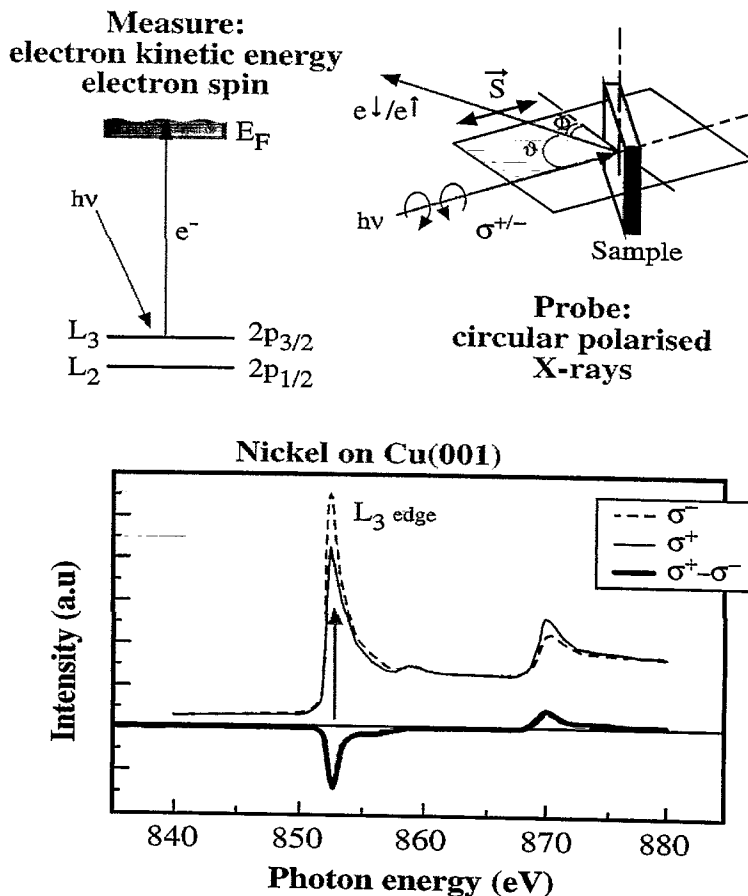 Measure:
electron kinetic energy
electron spin
E_F
hν
e⁻
L₃ 2p₃/₂
L₂ 2p₁/₂
S⃗
e↓/e↑
Φ
ϑ
hν
σ⁺/⁻
Sample
Probe:
circular polarised
X-rays
Nickel on Cu(001)
L₃ edge
σ⁻
σ⁺
σ⁺–σ⁻
Intensity (a.u)
840 850 860 870 880
Photon energy (eV)